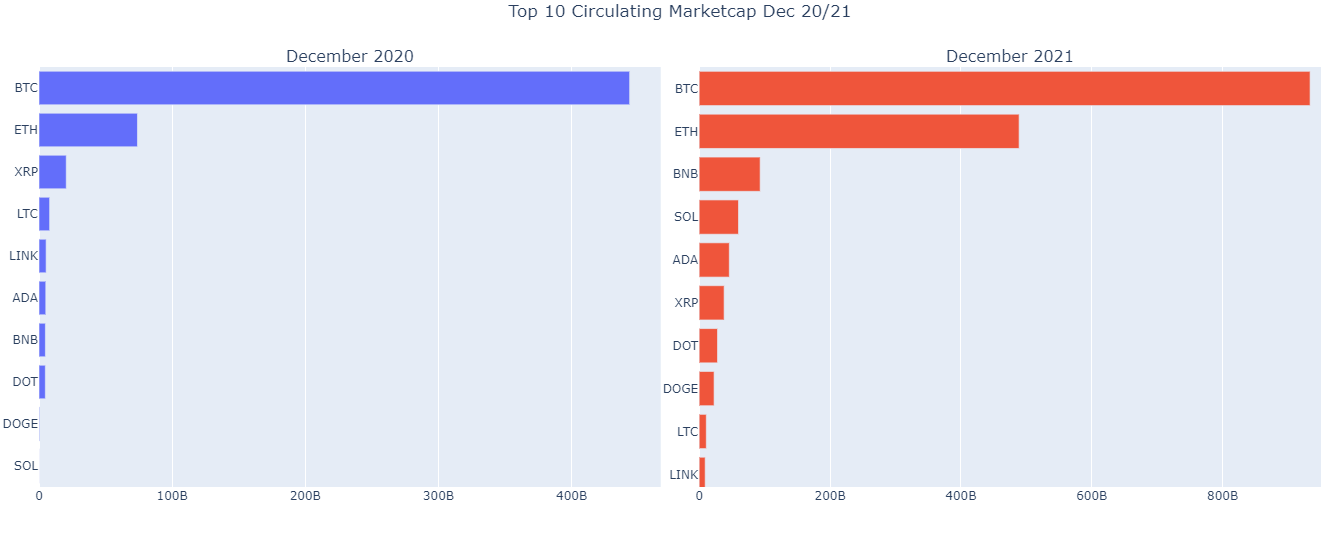 Top 10 Circulating Marketcap Dec 20/21
December 2020
BTC
ETH
XRP
LTC
LINK
ADA
BNB
DOT
DOGE
SOL
0 100B 200B 300B 400B
December 2021
BTC
ETH
BNB
SOL
ADA
XRP
DOT
DOGE
LTC
LINK
0 200B 400B 600B 800B